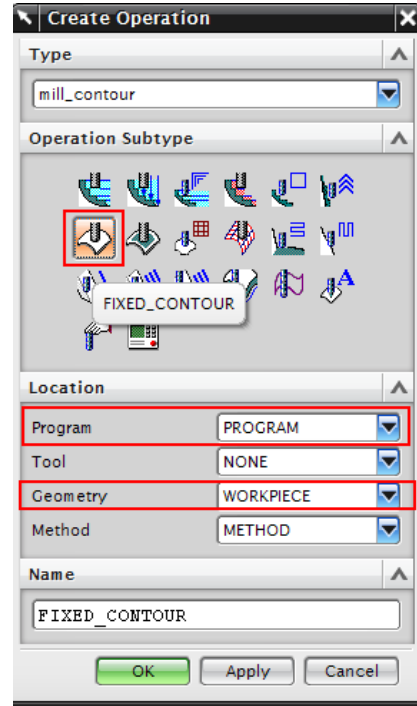 Create Operation
Type
mill_contour
Operation Subtype
A
FIXED_CONTOUR
Location
Program PROGRAM
Tool NONE
Geometry WORKPIECE
Method METHOD
Name
FIXED_CONTOUR
OK Apply Cancel